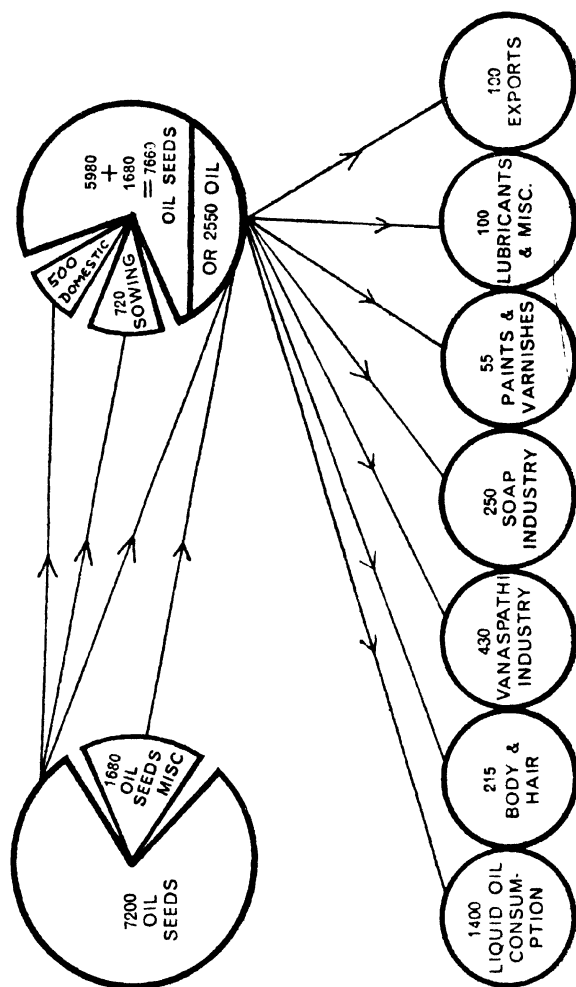 7200
OIL
SEEDS
1680
OIL
SEEDS
MISC
500
DOMESTIC
720
SOWING
5980
+
1680
= 7660
OIL SEEDS
OR 2550 OIL
1400
LIQUID OIL
CONSUM-
PTION
215
BODY &
HAIR
430
VANASPATHI
INDUSTRY
250
SOAP
INDUSTRY
55
PAINTS &
VARNISHES
100
LUBRICANTS
& MISC.
100
EXPORTS